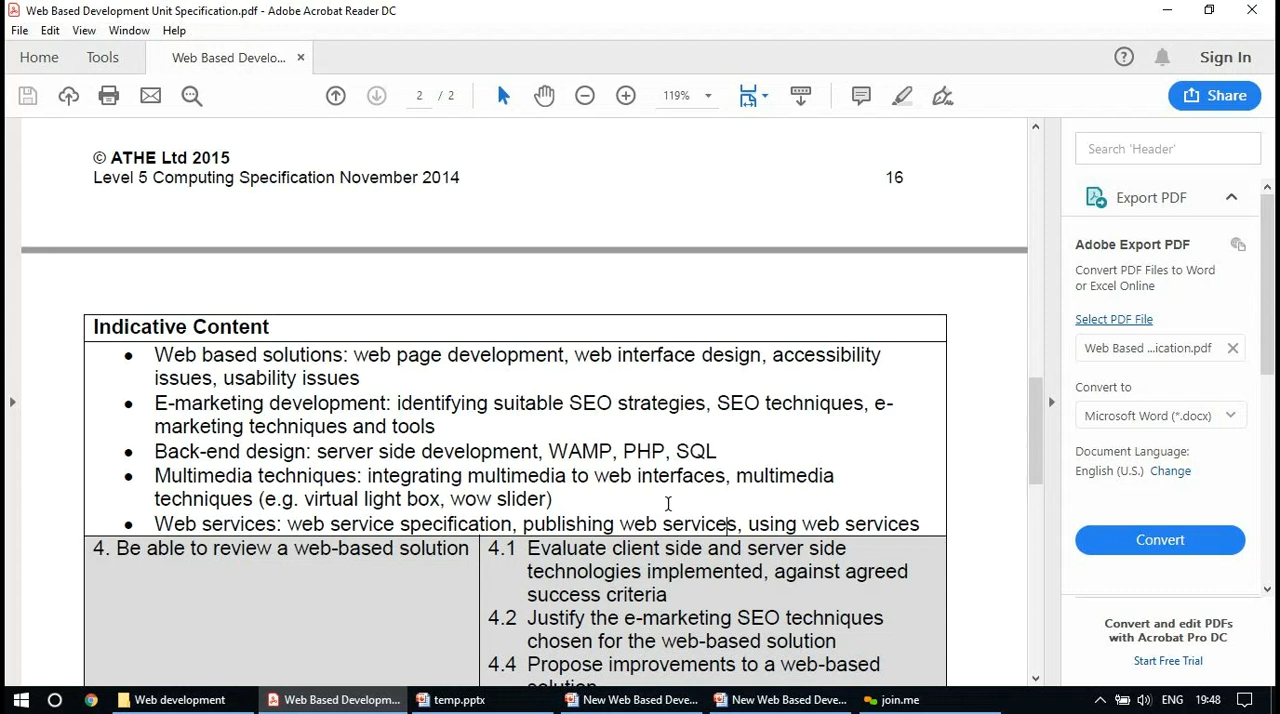 Web Based Development Unit Specification.pdf - Adobe Acrobat Reader DC
File Edit View Window Help
Home Tools Web Based Develo... ×
Sign In
2 / 2
119%
Share
© ATHE Ltd 2015
Level 5 Computing Specification November 2014 16
Indicative Content
• Web based solutions: web page development, web interface design, accessibility
issues, usability issues
• E-marketing development: identifying suitable SEO strategies, SEO techniques, e-
marketing techniques and tools
• Back-end design: server side development, WAMP, PHP, SQL
• Multimedia techniques: integrating multimedia to web interfaces, multimedia
techniques (e.g. virtual light box, wow slider)
• Web services: web service specification, publishing web services, using web services
4. Be able to review a web-based solution
4.1 Evaluate client side and server side
technologies implemented, against agreed
success criteria
4.2 Justify the e-marketing SEO techniques
chosen for the web-based solution
4.4 Propose improvements to a web-based
solution
Search 'Header'
Export PDF
Adobe Export PDF
Convert PDF Files to Word
or Excel Online
Select PDF File
Web Based ...ication.pdf
Convert to
Microsoft Word (*.docx)
Document Language:
English (U.S.) Change
Convert
Convert and edit PDFs
with Acrobat Pro DC
Start Free Trial
Web development
Web Based Developm...
temp.pptx
New Web Based Deve...
New Web Based Deve...
join.me
ENG
19:48